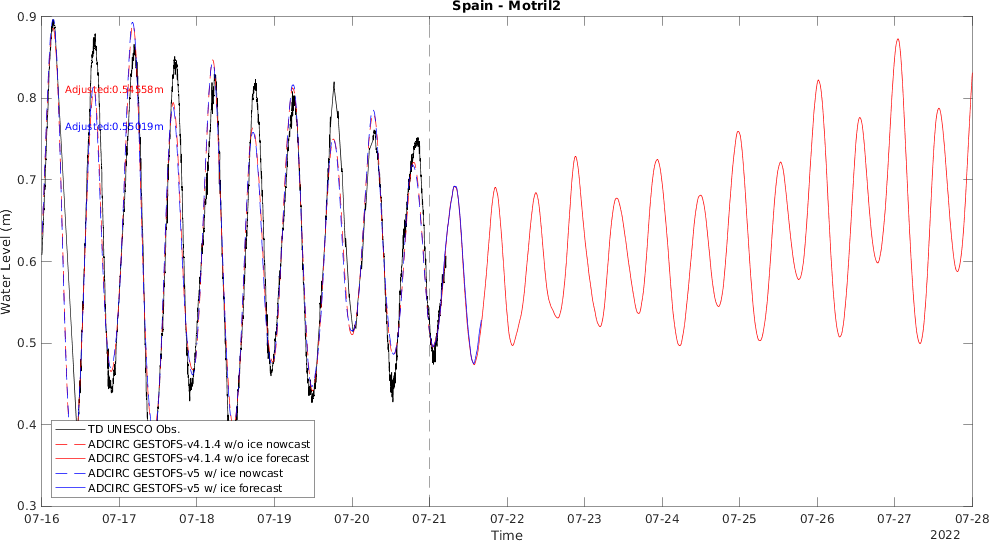 Spain - Motril2
0.9
0.8
0.7
0.6
0.5
0.4
0.3
Water Level (m)
Adjusted:0.54558m
Adjusted:0.55019m
TD UNESCO Obs.
ADCIRC GESTOFS-v4.1.4 w/o ice nowcast
ADCIRC GESTOFS-v4.1.4 w/o ice forecast
ADCIRC GESTOFS-v5 w/ ice nowcast
ADCIRC GESTOFS-v5 w/ ice forecast
07-16 07-17 07-18 07-19 07-20 07-21 07-22 07-23 07-24 07-25 07-26 07-27 07-28
Time
2022